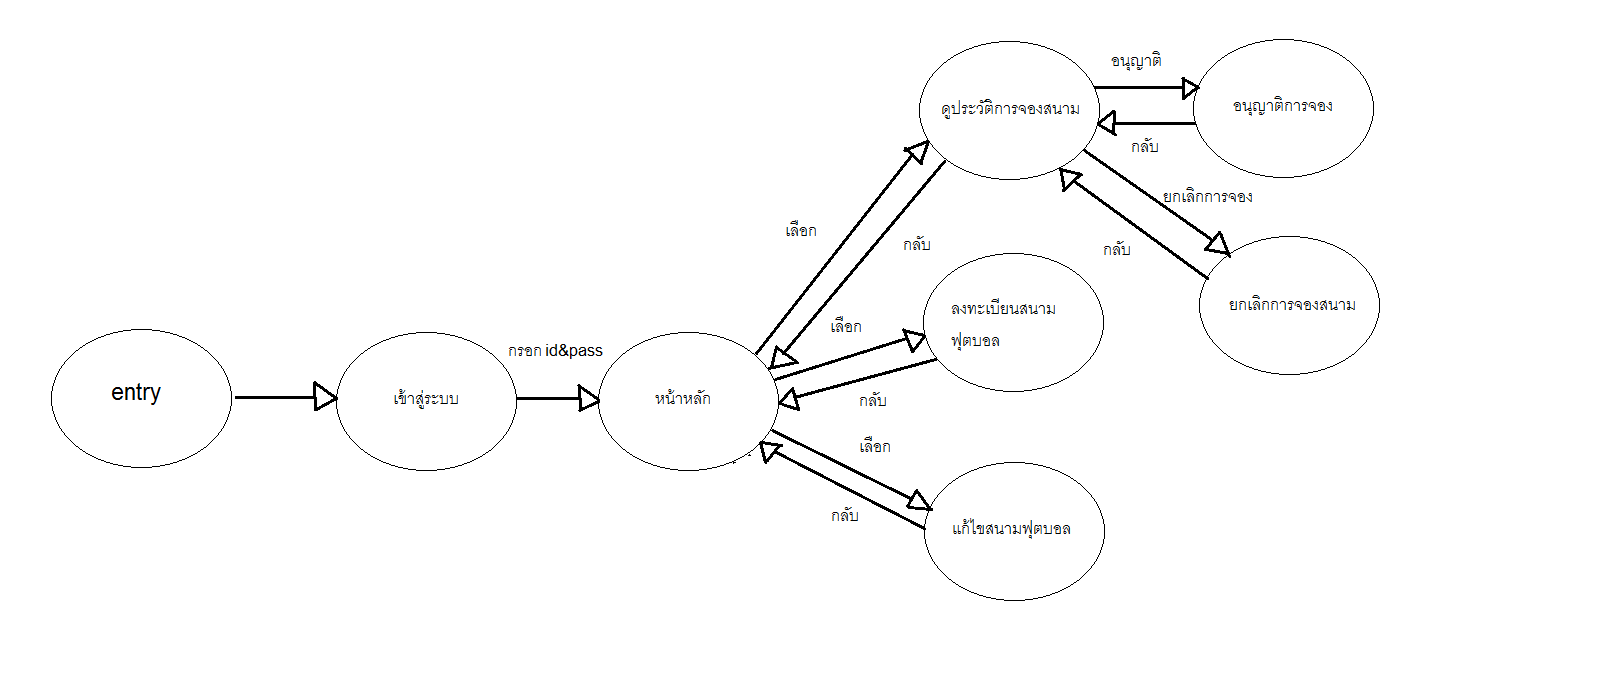 อนุญาติ
ดูประวัติการจองสนาม
อนุญาติการจอง
กลับ
ยกเลิกการจอง
เลือก
กลับ
กลับ
ลงทะเบียนสนาม
ฟุตบอล
ยกเลิกการจองสนาม
เลือก
กรอก id&pass
entry
เข้าสู่ระบบ
หน้าหลัก
กลับ
เลือก
กลับ
แก้ไขสนามฟุตบอล